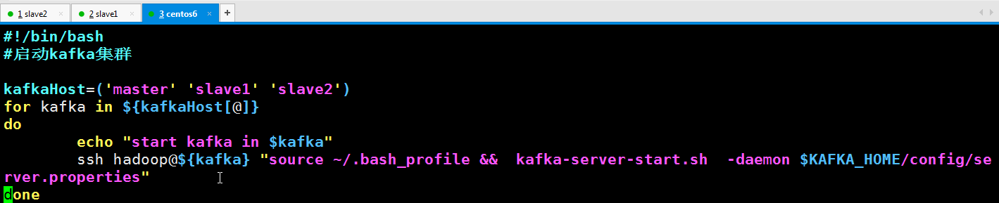 1 slave2 × 2 slave1 × 3 centos6 × +
#!/bin/bash
#启动kafka集群
kafkaHost=('master' 'slave1' 'slave2')
for kafka in ${kafkaHost[@]}
do
echo "start kafka in $kafka"
ssh hadoop@${kafka} "source ~/.bash_profile &&  kafka-server-start.sh  -daemon $KAFKA_HOME/config/se
rver.properties"
done